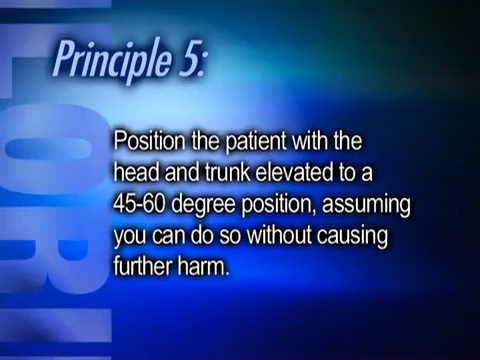 Principle 5:
Position the patient with the
head and trunk elevated to a
45-60 degree position, assuming
you can do so without causing
further harm.